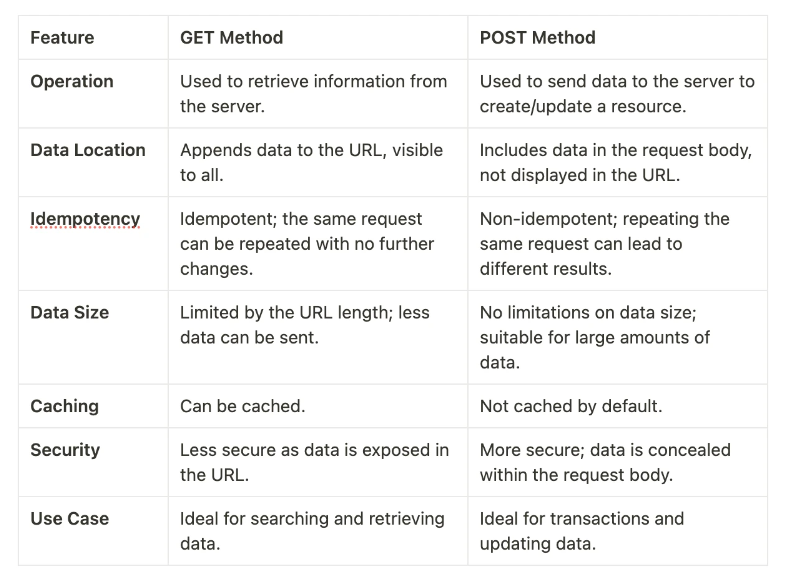 Feature GET Method POST Method
Operation Used to retrieve information from Used to send data to the server to
the server. create/update a resource.
Data Location Appends data to the URL, visible Includes data in the request body,
to all. not displayed in the URL.
Idempotency Idempotent; the same request Non-idempotent; repeating the
can be repeated with no further same request can lead to
changes. different results.
Data Size Limited by the URL length; less No limitations on data size;
data can be sent. suitable for large amounts of
data.
Caching Can be cached. Not cached by default.
Security Less secure as data is exposed in More secure; data is concealed
the URL. within the request body.
Use Case Ideal for searching and retrieving Ideal for transactions and
data. updating data.